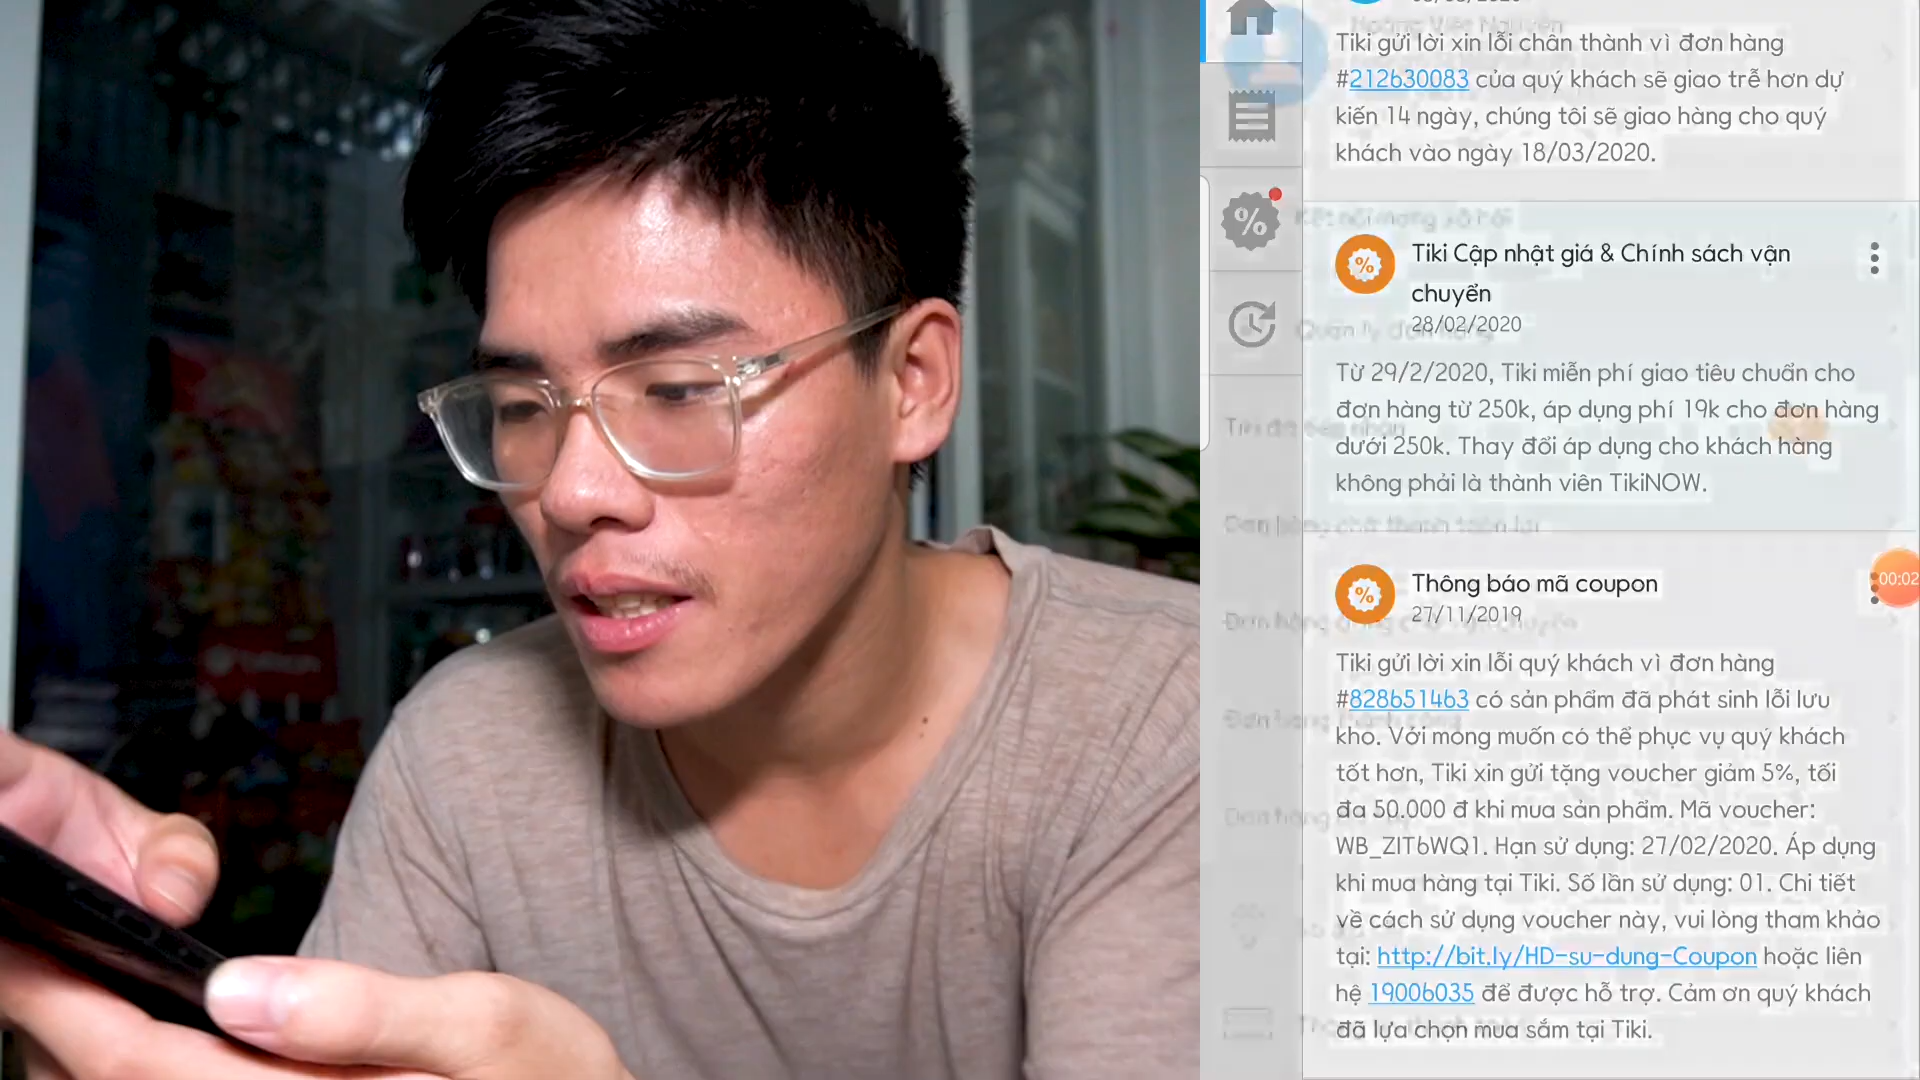 Tiki gửi lời xin lỗi chân thành vì đơn hàng
#212630083 của quý khách sẽ giao trễ hơn dự
kiến 14 ngày, chúng tôi sẽ giao hàng cho quý
khách vào ngày 18/03/2020.
Tiki Cập nhật giá & Chính sách vận
chuyển
28/02/2020
Từ 29/2/2020, Tiki miễn phí giao tiêu chuẩn cho
đơn hàng từ 250k, áp dụng phí 19k cho đơn hàng
dưới 250k. Thay đổi áp dụng cho khách hàng
không phải là thành viên TikiNOW.
Thông báo mã coupon
00:02
27/11/2019
Tiki gửi lời xin lỗi quý khách vì đơn hàng
#828651463 có sản phẩm đã phát sinh lỗi lưu
kho. Với mong muốn có thể phục vụ quý khách
tốt hơn, Tiki xin gửi tặng voucher giảm 5%, tối
đa 50.000 đ khi mua sản phẩm. Mã voucher:
WB_ZIT6WQ1. Hạn sử dụng: 27/02/2020. Áp dụng
khi mua hàng tại Tiki. Số lần sử dụng: 01. Chi tiết
về cách sử dụng voucher này, vui lòng tham khảo
tại: http://bit.ly/HD-su-dung-Coupon hoặc liên
hệ 19006035 để được hỗ trợ. Cảm ơn quý khách
đã lựa chọn mua sắm tại Tiki.